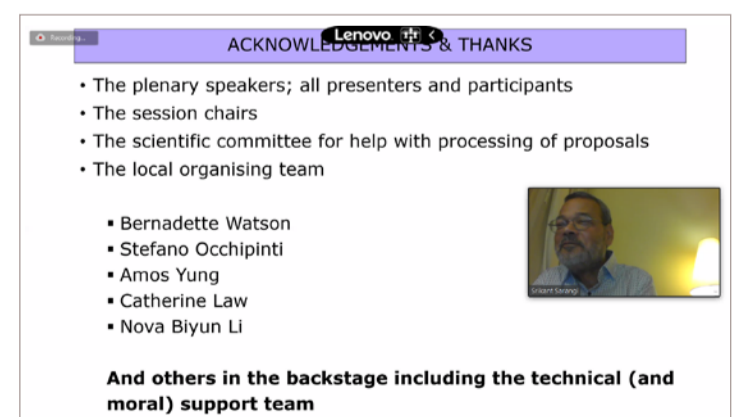 Recording...
Lenovo
ACKNOWLEDGEMENTS & THANKS
• The plenary speakers; all presenters and participants
• The session chairs
• The scientific committee for help with processing of proposals
• The local organising team
▪ Bernadette Watson
▪ Stefano Occhipinti
▪ Amos Yung
▪ Catherine Law
▪ Nova Biyun Li
Srikant Sarangi
And others in the backstage including the technical (and
moral) support team